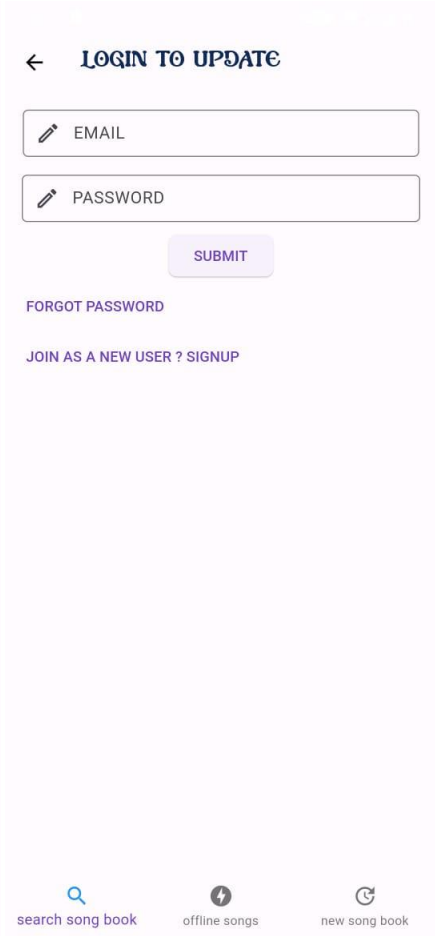 LOGIN TO UPDATE
EMAIL
PASSWORD
SUBMIT
FORGOT PASSWORD
JOIN AS A NEW USER ? SIGNUP
search song book
offline songs
new song book